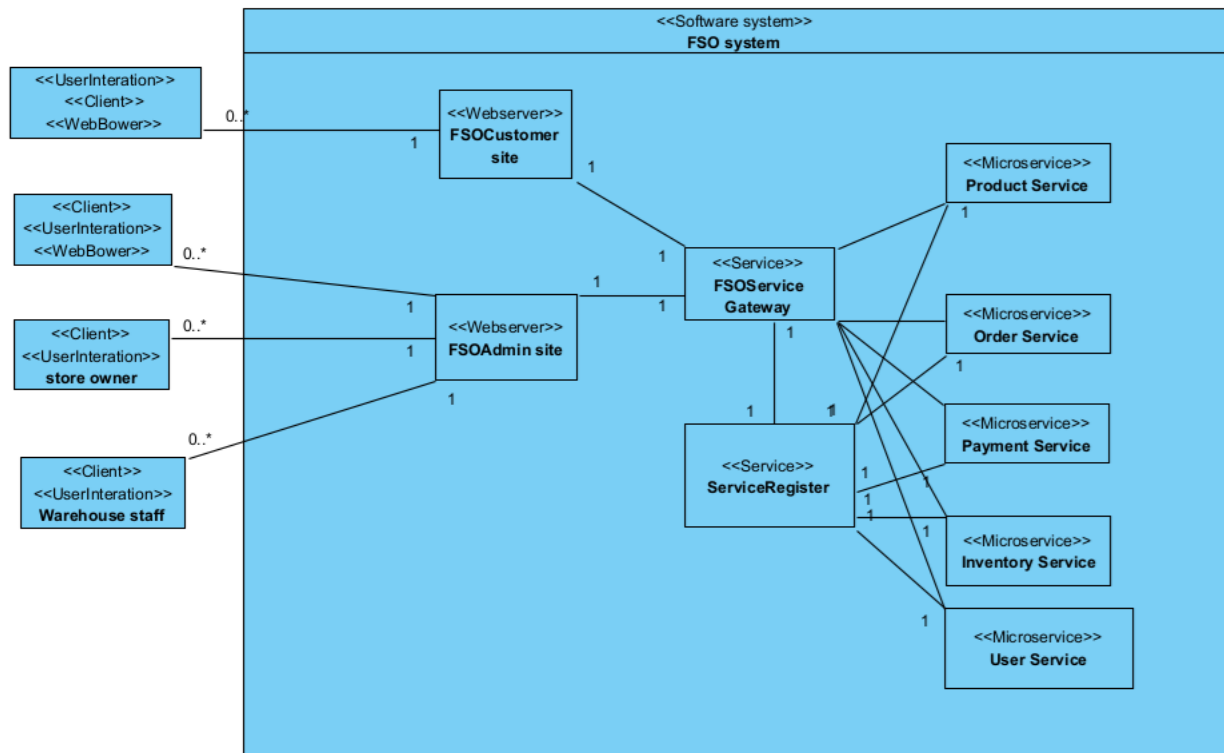 <<Software system>>
FSO system
<<UserInteration>>
<<Client>>
<<WebBower>>
0..*
1
<<Webserver>>
FSOCustomer
site
1
<<Microservice>>
Product Service
1
<<Client>>
<<UserInteration>>
<<WebBower>>
0..*
1
1
<<Service>>
FSOService
Gateway
1
1
1
<<Webserver>>
FSOAdmin site
<<Client>>
<<UserInteration>>
store owner
0..*
1
1
<<Microservice>>
Order Service
1
1
<<Client>>
<<UserInteration>>
Warehouse staff
0..*
1
1
1
<<Service>>
ServiceRegister
<<Microservice>>
Payment Service
1
1
1
1
<<Microservice>>
Inventory Service
1
<<Microservice>>
User Service
1